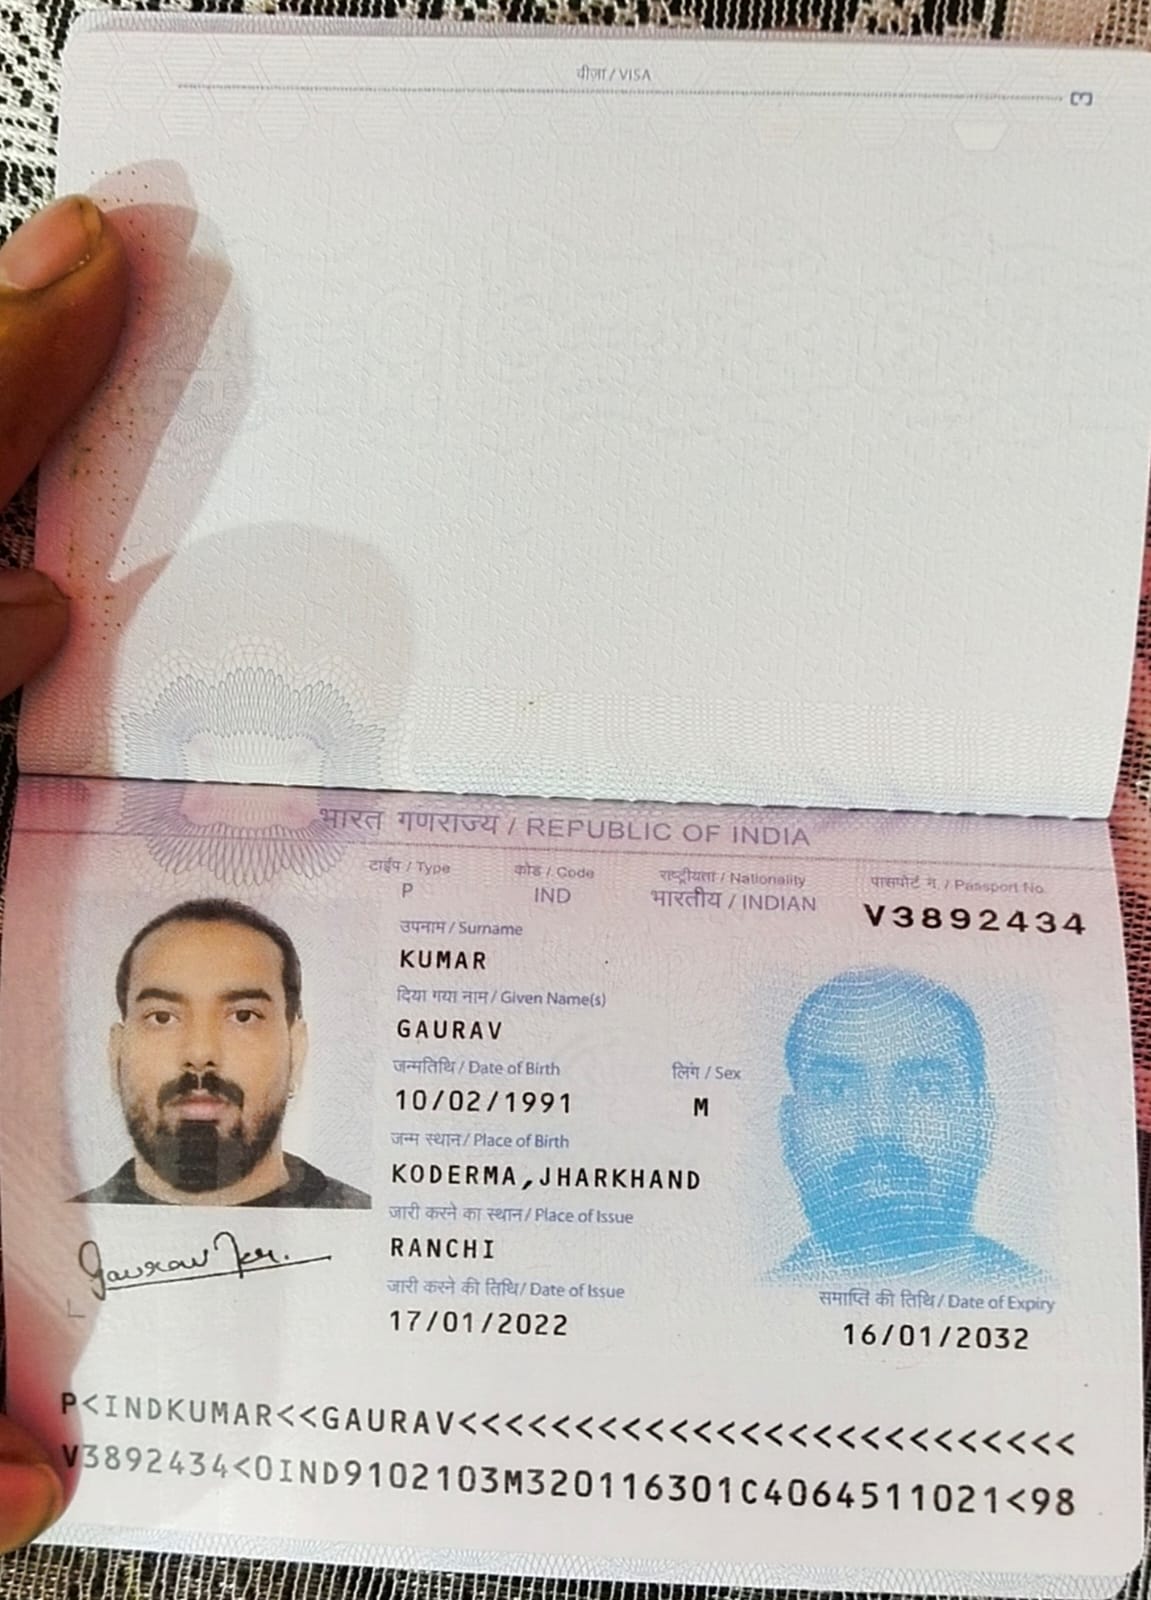 वीज़ा / VISA
3
भारत गणराज्य / REPUBLIC OF INDIA
टाईप / Type
कोड / Code
राष्ट्रीयता / Nationality
पासपोर्ट न. / Passport No.
P
IND
भारतीय / INDIAN
V3892434
उपनाम / Surname
KUMAR
दिया गया नाम / Given Name(s)
GAURAV
जन्मतिथि / Date of Birth
लिंग / Sex
10/02/1991
M
जन्म स्थान / Place of Birth
KODERMA,JHARKHAND
जारी करने का स्थान / Place of Issue
RANCHI
Gaurav Kr.
जारी करने की तिथि / Date of Issue
समाप्ति की तिथि / Date of Expiry
17/01/2022
16/01/2032
P<INDKUMAR<<GAURAV<<<<<<<<<<<<<<<<<<<<<<<<<<
V3892434<0IND9102103M320116301C4064511021<98